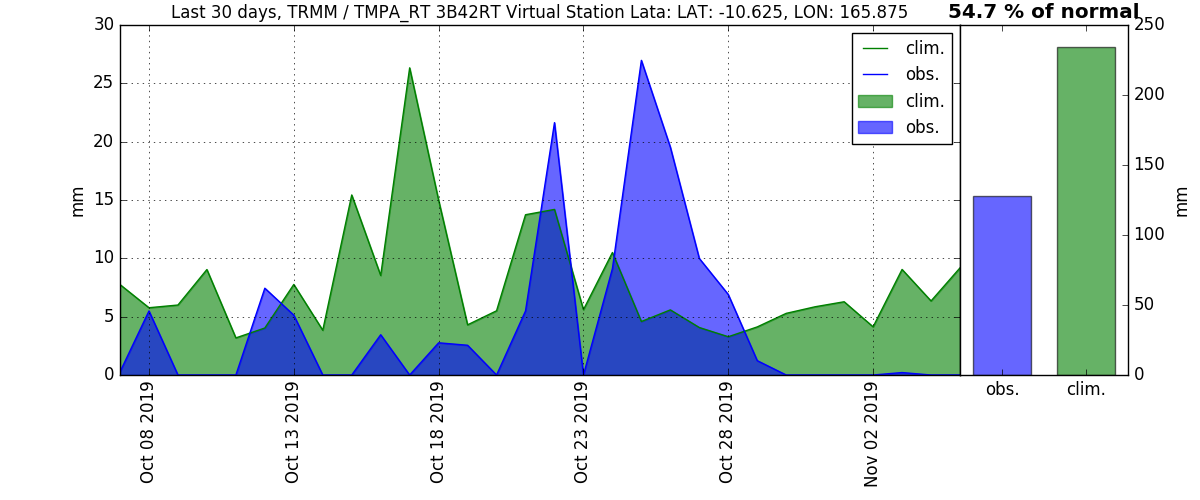 Last 30 days, TRMM / TMPA_RT 3B42RT Virtual Station Lata: LAT: -10.625, LON: 165.875
54.7 % of normal
30
25
20
15
10
5
0
mm
clim.
obs.
clim.
obs.
Oct 08 2019
Oct 13 2019
Oct 18 2019
Oct 23 2019
Oct 28 2019
Nov 02 2019
250
200
150
100
50
0
mm
obs.
clim.